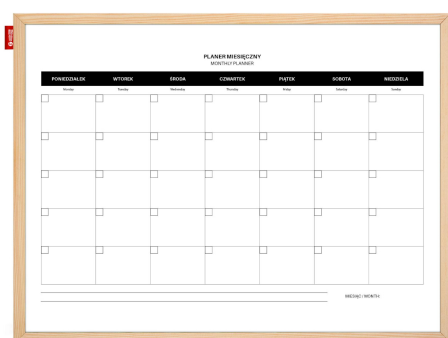 PLANER MIESIĘCZNY
MONTHLY PLANNER
PONIEDZIAŁEK WTOREK ŚRODA CZWARTEK PIĄTEK SOBOTA NIEDZIELA
Monday Tuesday Wednesday Thursday Friday Saturday Sunday
MIESIĄC / MONTH: